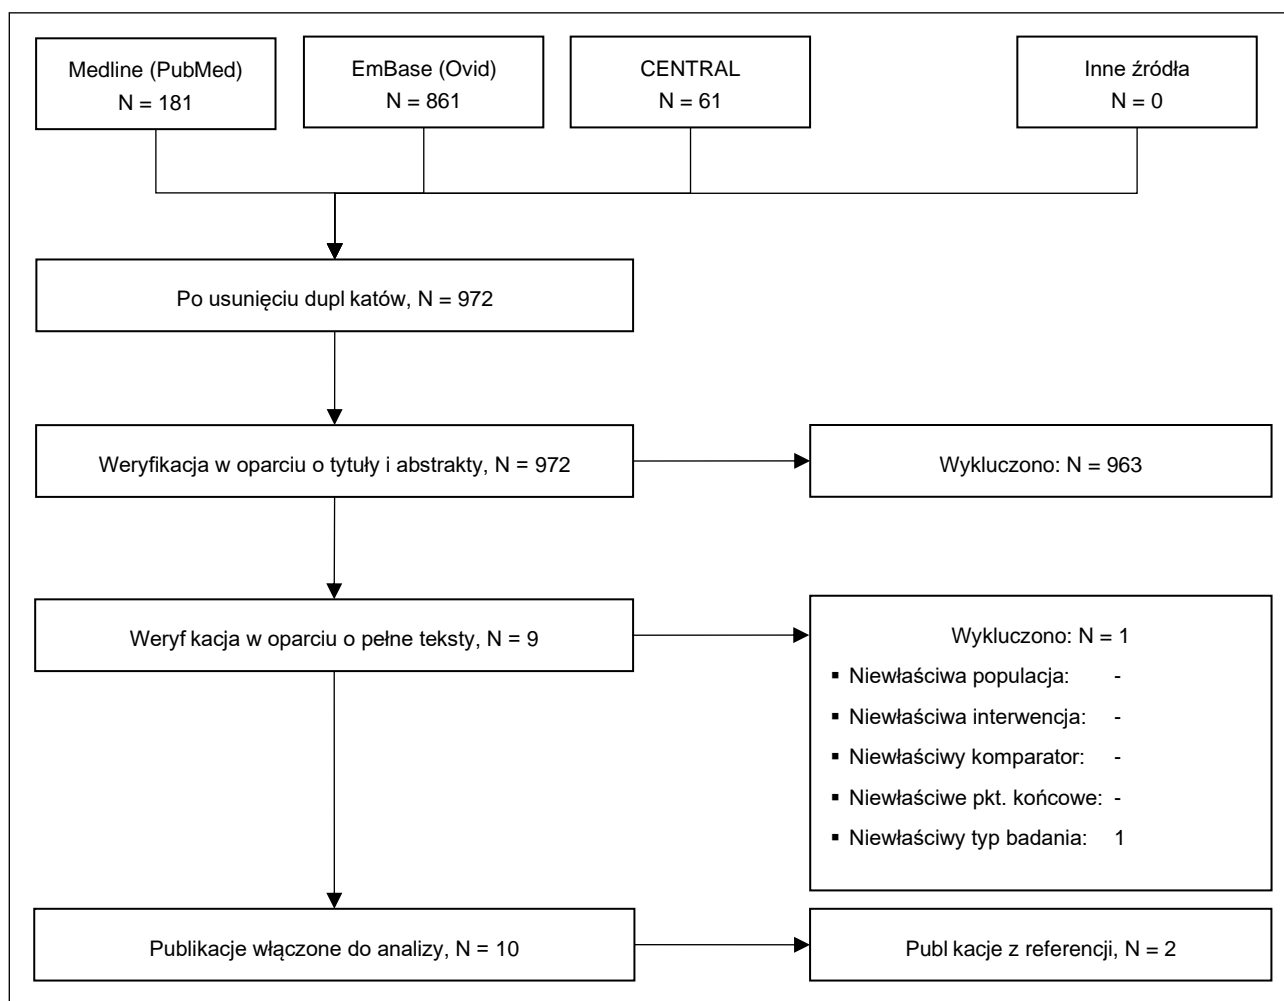 Medline (PubMed)
N = 181
EmBase (Ovid)
N = 861
CENTRAL
N = 61
Inne źródła
N = 0
Po usunięciu dupl katów, N = 972
Weryfikacja w oparciu o tytuły i abstrakty, N = 972
Wykluczono: N = 963
Weryf kacja w oparciu o pełne teksty, N = 9
Wykluczono: N = 1
▪ Niewłaściwa populacja: -
▪ Niewłaściwa interwencja: -
▪ Niewłaściwy komparator: -
▪ Niewłaściwe pkt. końcowe: -
▪ Niewłaściwy typ badania: 1
Publikacje włączone do analizy, N = 10
Publ kacje z referencji, N = 2